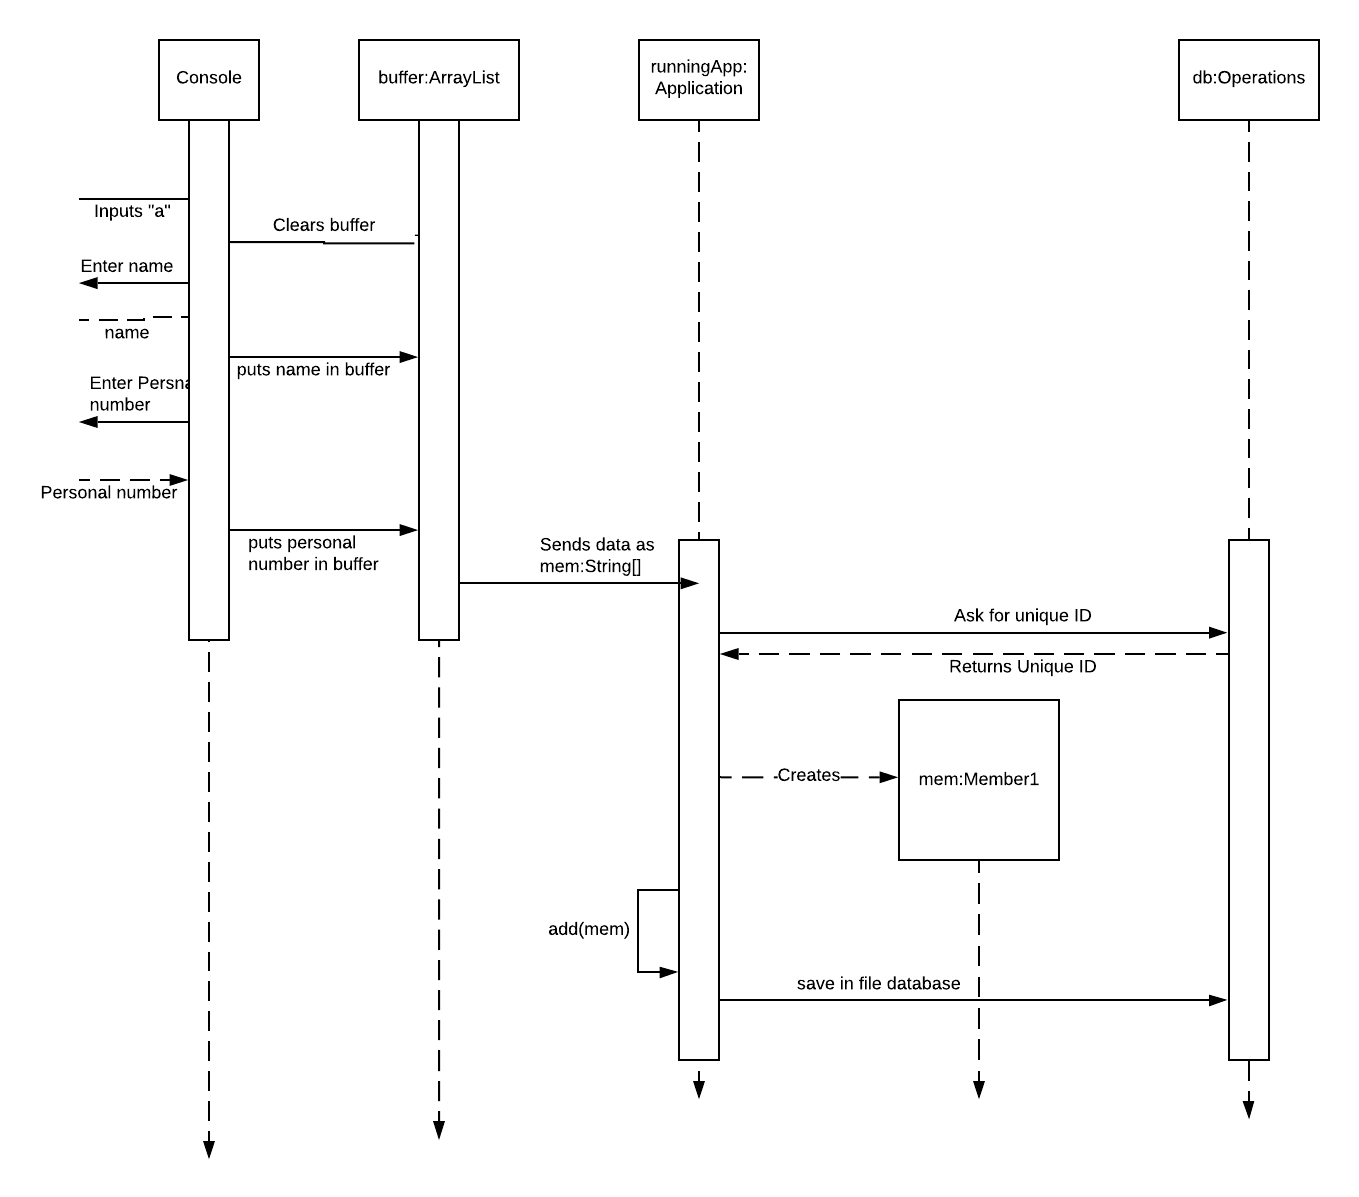 Console
buffer:ArrayList
runningApp:
Application
db:Operations
Inputs "a"
Clears buffer
Enter name
name
puts name in buffer
Enter Persna
number
Personal number
puts personal
number in buffer
Sends data as
mem:String[]
Ask for unique ID
Returns Unique ID
Creates
mem:Member1
add(mem)
save in file database